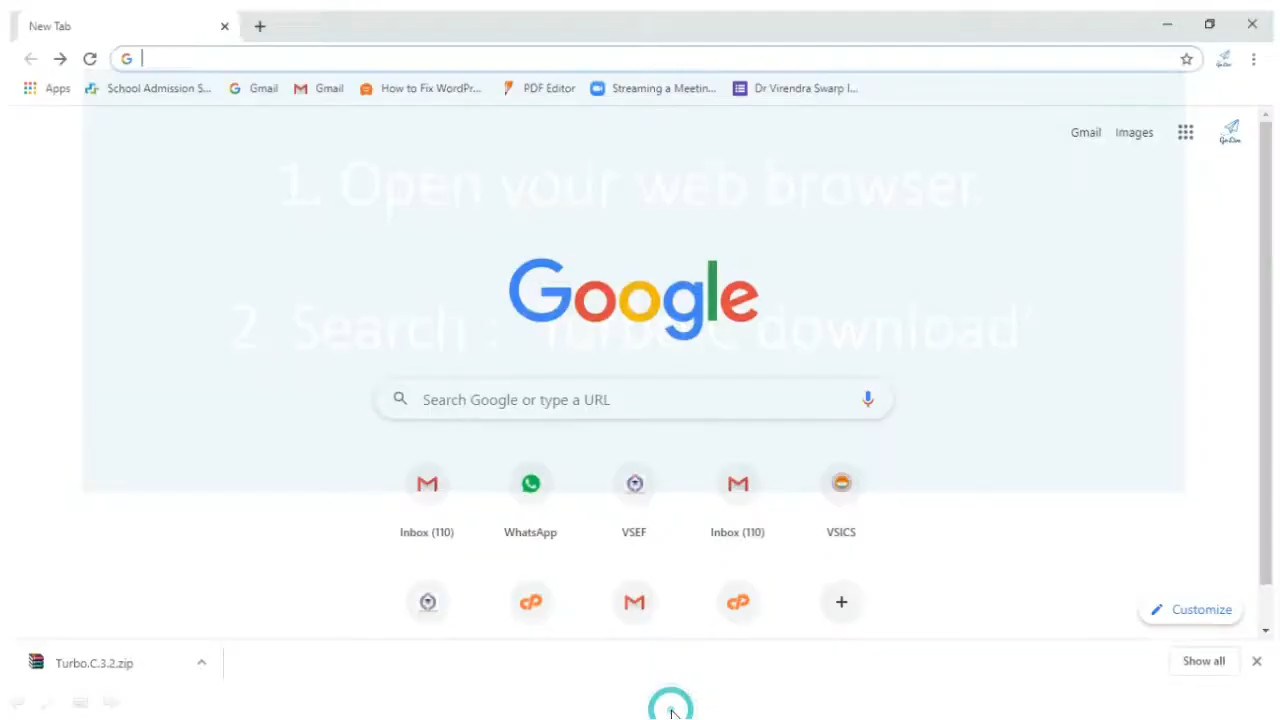 New Tab
Apps School Admission S... Gmail Gmail How to Fix WordPr... PDF Editor Streaming a Meetin... Dr Virendra Swarp I...
Gmail Images
1. Open your web browser.
Google
2 Search : 'Turbo C download'
Search Google or type a URL
Inbox (110) WhatsApp VSEF Inbox (110) VSICS
Customize
Turbo.C.3.2.zip Show all